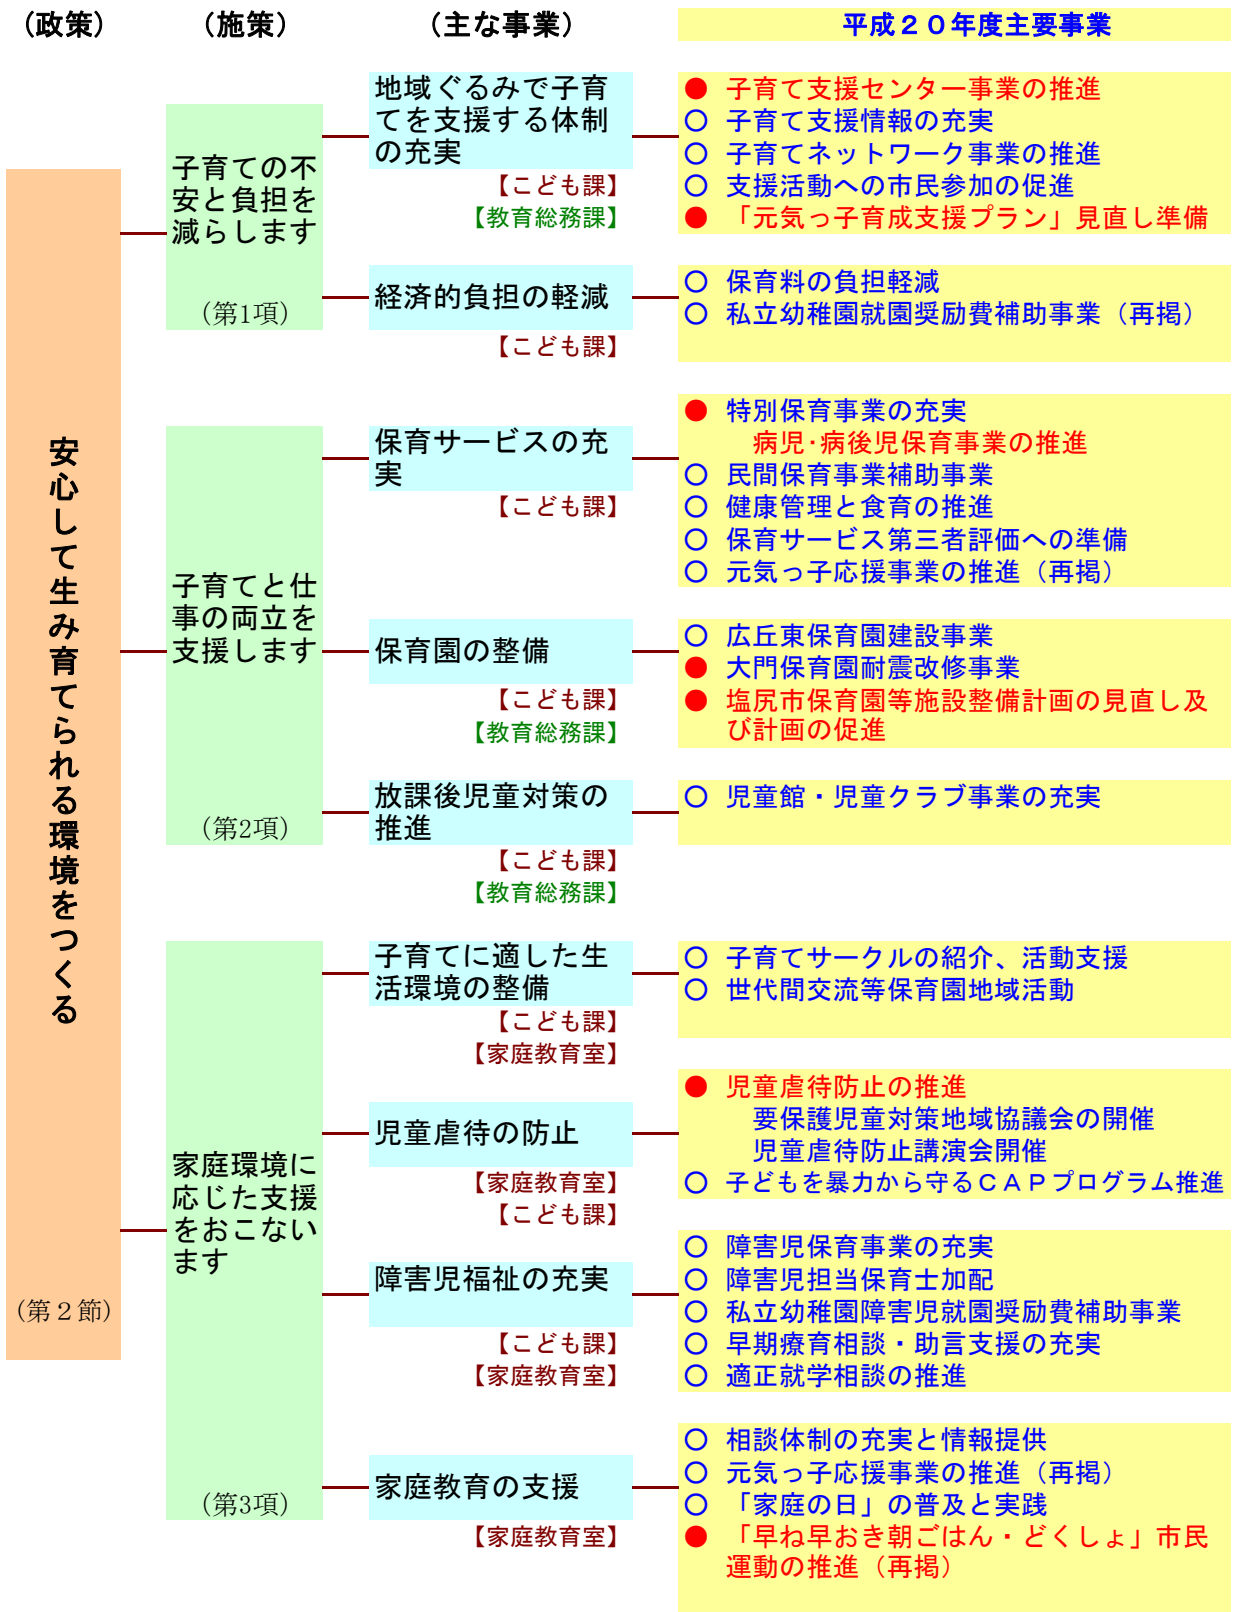 （政策）
（施策）
（主な事業）
平成２０年度主要事業
安心して生み育てられる環境をつくる
（第２節）
子育ての不
安と負担を
減らします
（第1項）
地域ぐるみで子育
てを支援する体制
の充実
【こども課】
【教育総務課】
● 子育て支援センター事業の推進
○ 子育て支援情報の充実
○ 子育てネットワーク事業の推進
○ 支援活動への市民参加の促進
● 「元気っ子育成支援プラン」見直し準備
経済的負担の軽減
【こども課】
○ 保育料の負担軽減
○ 私立幼稚園就園奨励費補助事業（再掲）
子育てと仕
事の両立を
支援します
（第2項）
保育サービスの充
実
【こども課】
● 特別保育事業の充実
病児･病後児保育事業の推進
○ 民間保育事業補助事業
○ 健康管理と食育の推進
○ 保育サービス第三者評価への準備
○ 元気っ子応援事業の推進（再掲）
保育園の整備
【こども課】
【教育総務課】
○ 広丘東保育園建設事業
● 大門保育園耐震改修事業
● 塩尻市保育園等施設整備計画の見直し及
び計画の促進
放課後児童対策の
推進
【こども課】
【教育総務課】
○ 児童館・児童クラブ事業の充実
家庭環境に
応じた支援
をおこない
ます
（第3項）
子育てに適した生
活環境の整備
【こども課】
【家庭教育室】
○ 子育てサークルの紹介、活動支援
○ 世代間交流等保育園地域活動
児童虐待の防止
【家庭教育室】
【こども課】
● 児童虐待防止の推進
要保護児童対策地域協議会の開催
児童虐待防止講演会開催
○ 子どもを暴力から守るＣＡＰプログラム推進
障害児福祉の充実
【こども課】
【家庭教育室】
○ 障害児保育事業の充実
○ 障害児担当保育士加配
○ 私立幼稚園障害児就園奨励費補助事業
○ 早期療育相談・助言支援の充実
○ 適正就学相談の推進
家庭教育の支援
【家庭教育室】
○ 相談体制の充実と情報提供
○ 元気っ子応援事業の推進（再掲）
○ 「家庭の日」の普及と実践
● 「早ね早おき朝ごはん・どくしょ」市民
運動の推進（再掲）